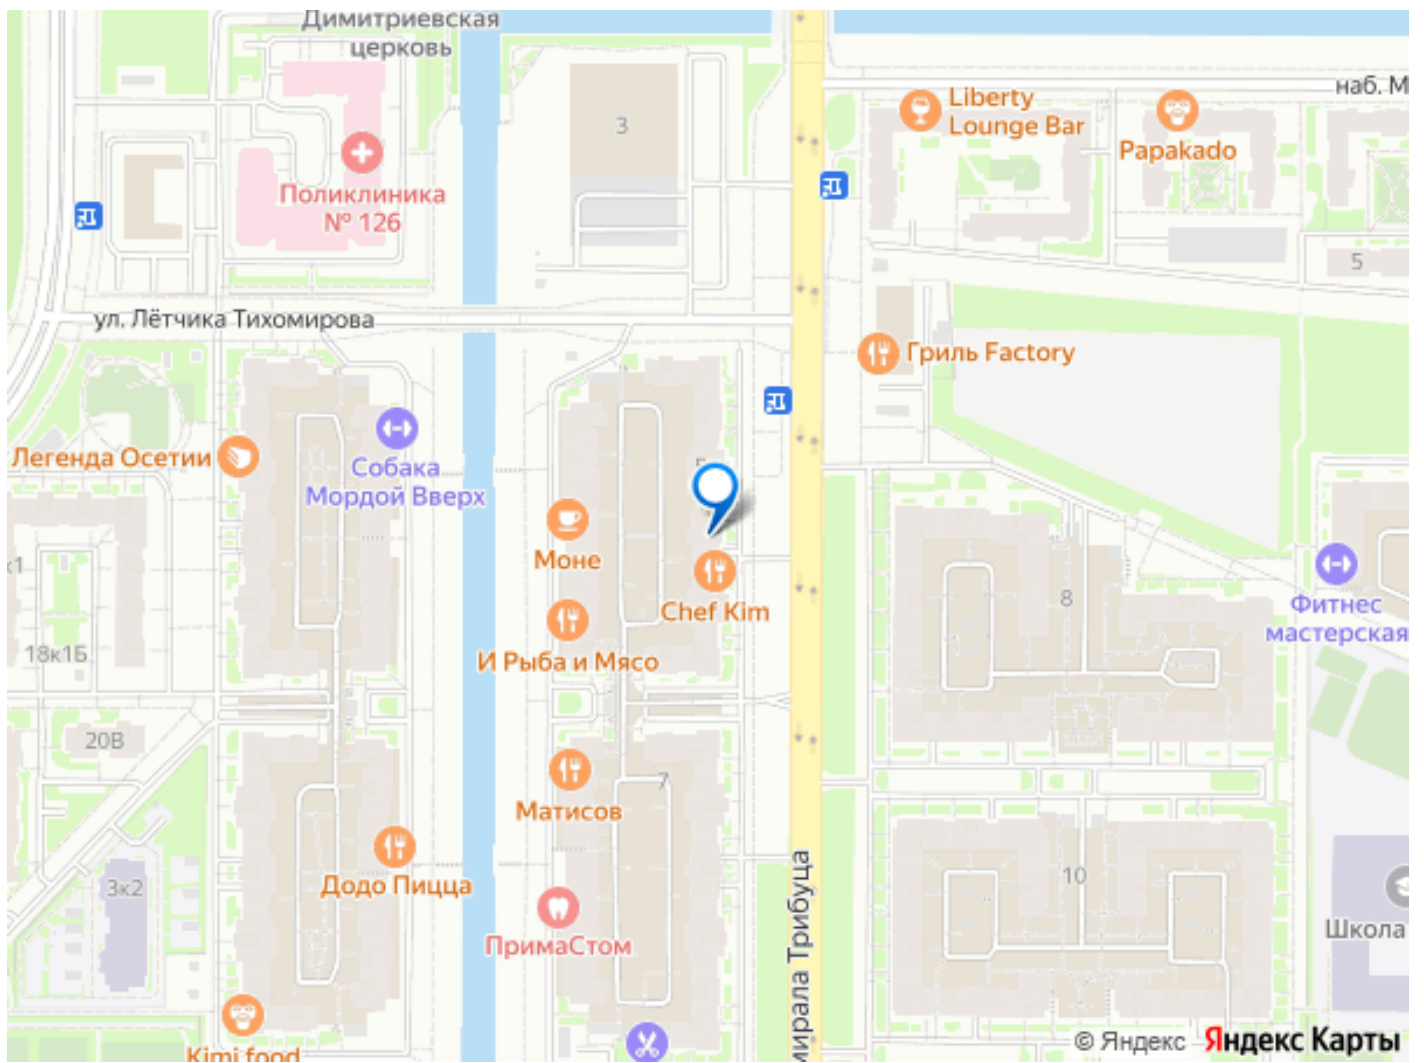 Димитриевская
церковь
наб. М
Liberty
Lounge Bar
Papakado
3
Поликлиника
№ 126
5
ул. Лётчика Тихомирова
Гриль Factory
Легенда Осетии
Собака
Мордой Вверх
Моне
Chef Kim
8
Фитнес
мастерская
к1
18к1Б
И Рыба и Мясо
20В
7
Матисов
Додо Пицца
3к2
10
ПримаСтом
мирала Трибуца
Школа
Kimi food
© Яндекс Яндекс Карты